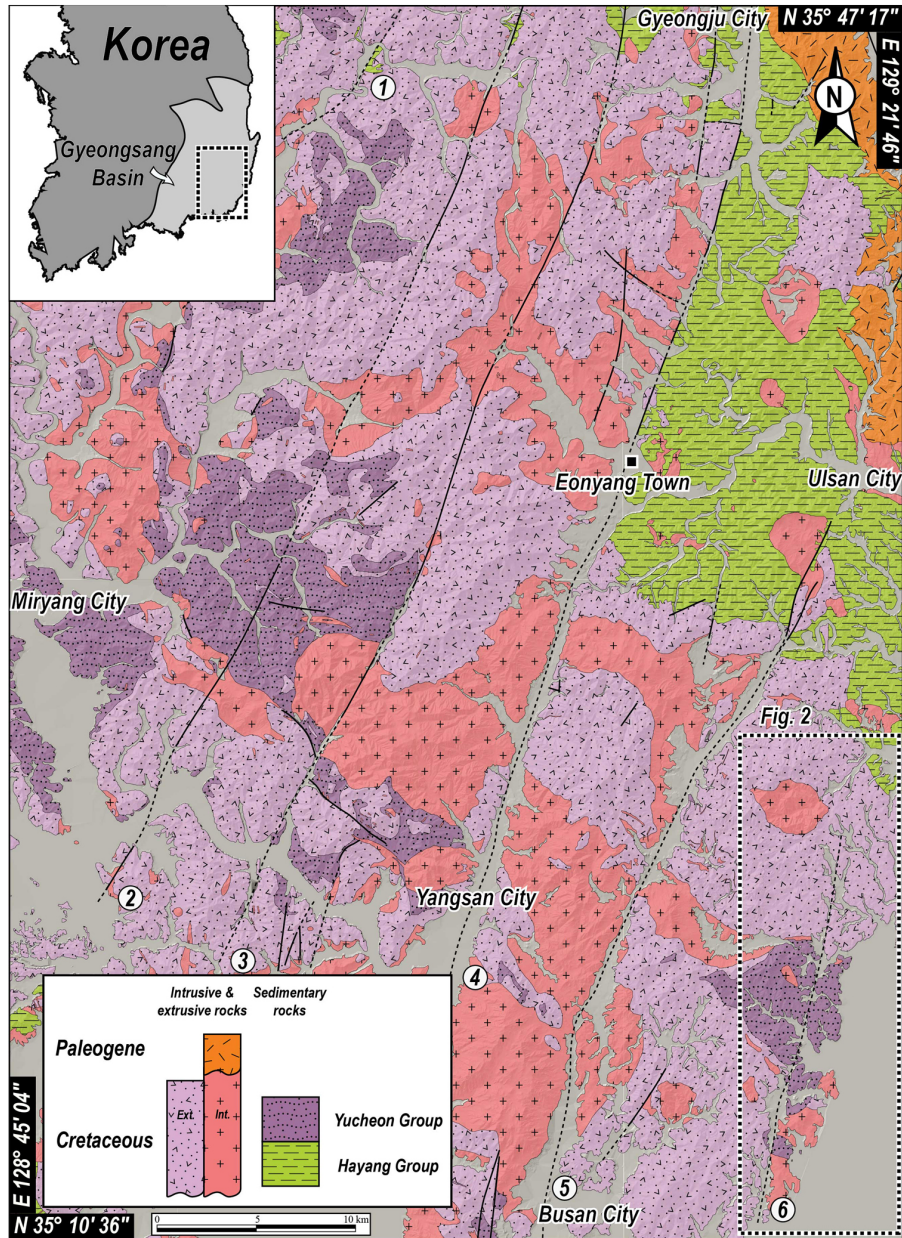 Korea
Gyeongsang
Basin
Gyeongju City
N 35° 47' 17"
E 129° 21' 46"
N
1
Eonyang Town
Ulsan City
Miryang City
Fig. 2
2
Yangsan City
3
4
Intrusive &
extrusive rocks
Sedimentary
rocks
Paleogene
Cretaceous
Ext.
Int.
Yucheon Group
Hayang Group
5
Busan City
6
E 128° 45' 04"
N 35° 10' 36"
0
5
10 km